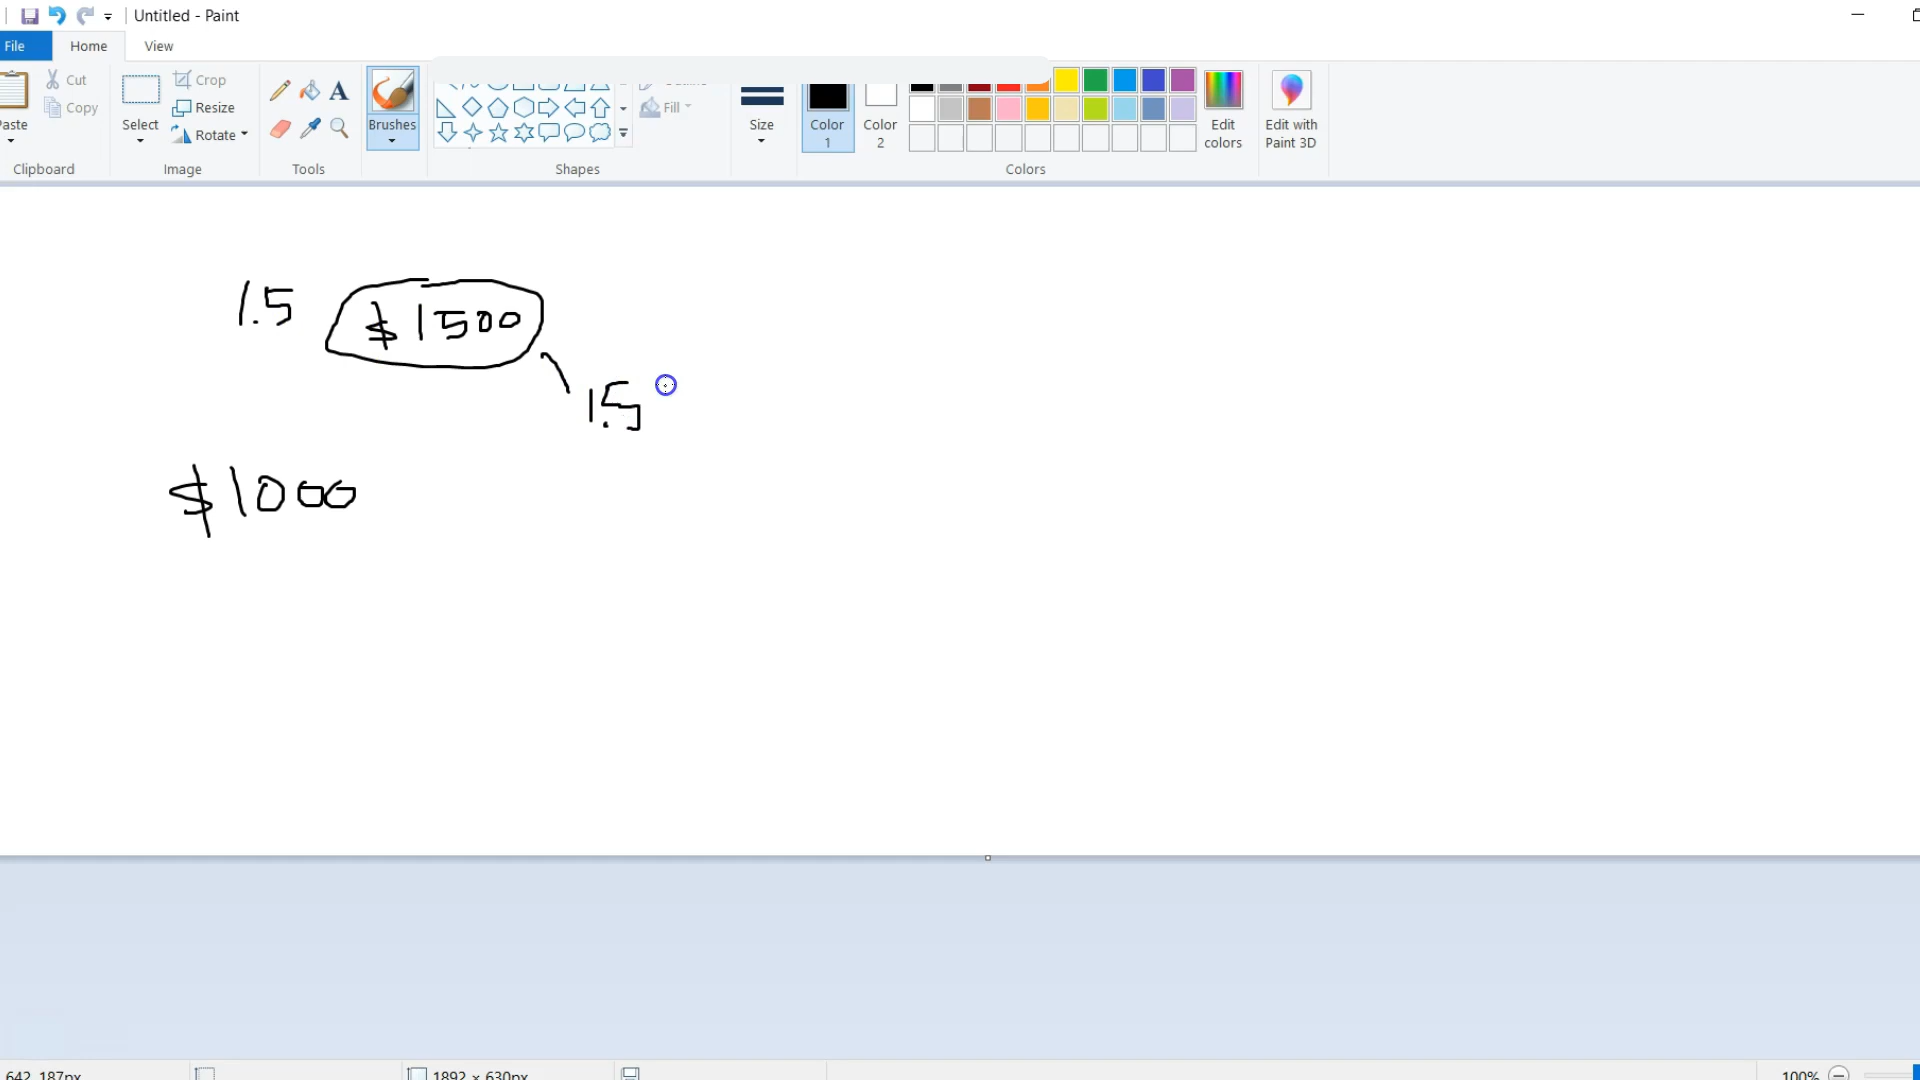 Untitled - Paint
File Home View
Cut
Copy
Select
Crop
Resize
Rotate
Brushes
Fill
Size
Color 1
Color 2
Edit colors
Edit with Paint 3D
Clipboard Image Tools Shapes Colors
1.5 $1500
1.5
$1000
642, 187px 1892 × 630px 100%